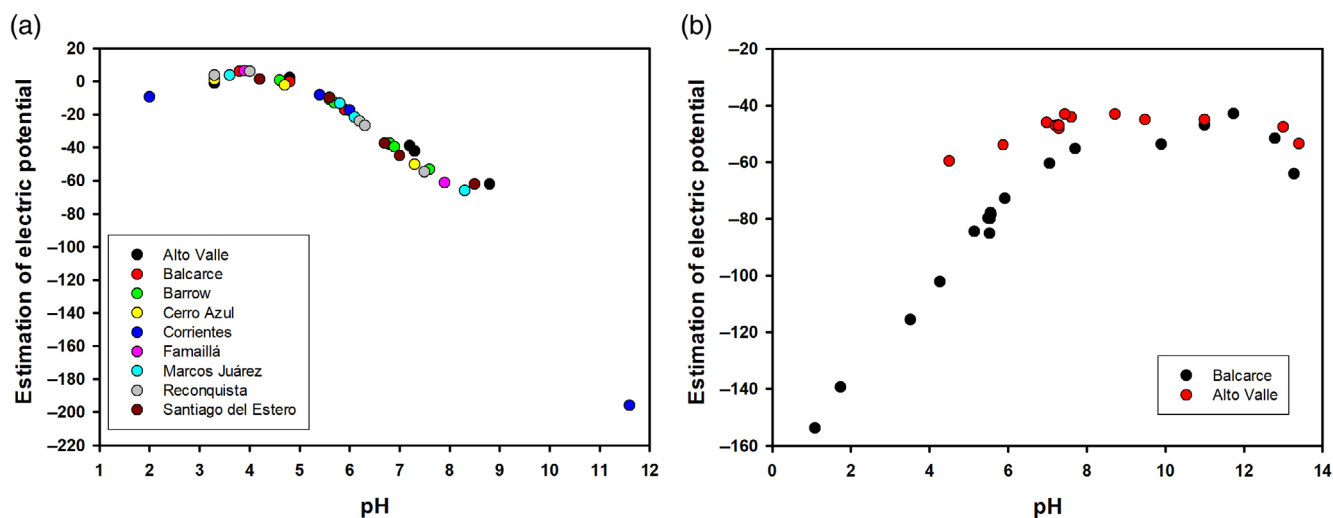 (a)
Estimation of electric potential
20
0
–20
–40
–60
-80
–100
–120
–140
–160
–180
–200
–220
1 2 3 4 5 6 7 8 9 10 11 12
pH
Alto Valle
Balcarce
Barrow
Cerro Azul
Corrientes
Famaillá
Marcos Juárez
Reconquista
Santiago del Estero
(b)
Estimation of electric potential
–20
–40
–60
–80
–100
–120
–140
–160
0 2 4 6 8 10 12 14
pH
Balcarce
Alto Valle